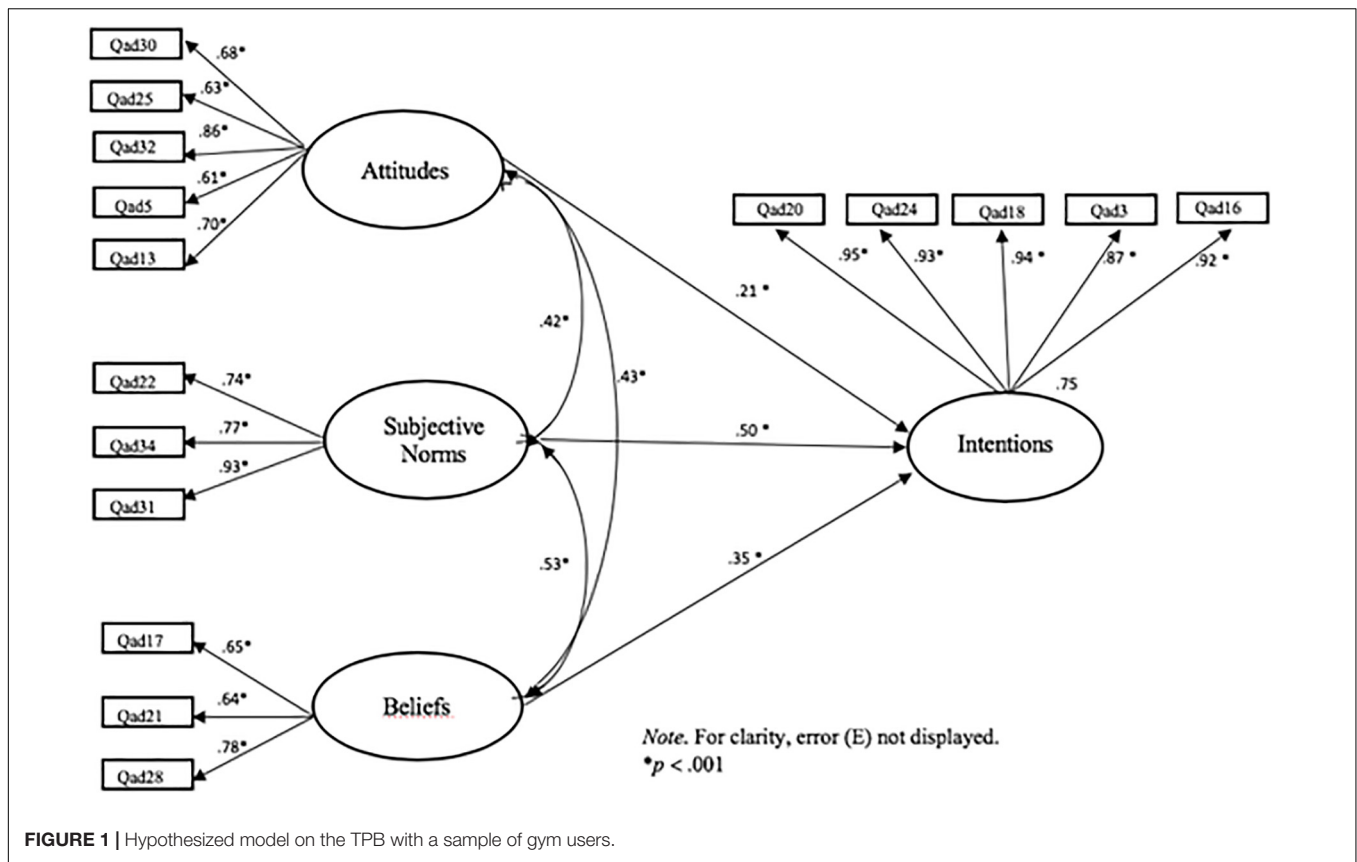 Qad30
.68*
Qad25
.63*
Qad32
.86*
Qad5
.61*
Qad13
.70*
Attitudes
Qad20
Qad24
Qad18
Qad3
Qad16
.95*
.93*
.94 *
.87 *
.92 *
.21 *
.42*
.43*
.75
Qad22
.74*
Qad34
.77*
Qad31
.93*
Subjective
Norms
.50 *
Intentions
.53*
.35 *
Qad17
.65*
Qad21
.64*
Qad28
.78*
Beliefs
Note. For clarity, error (E) not displayed.
*p < .001
FIGURE 1 | Hypothesized model on the TPB with a sample of gym users.